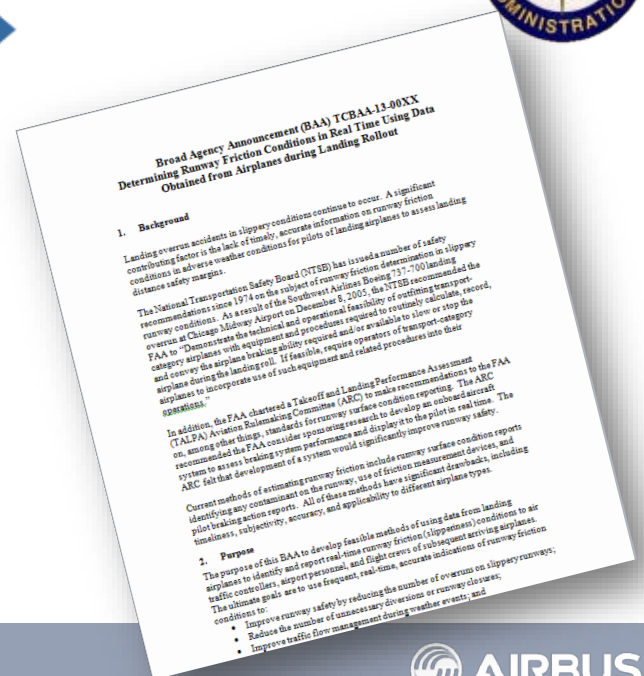 MINISTRATIO
Broad Agency Announcement (BAA) TCBAA-13-00XX
Determining Runway Friction Conditions in Real Time Using Data
Obtained from Airplanes during Landing Rollout
1. Background
Landing overrun accidents in slippery conditions continue to occur. A significant
contributing factor is the lack of timely, accurate information on runway friction
conditions in adverse weather conditions for pilots of landing airplanes to assess landing
distance safety margins.
The National Transportation Safety Board (NTSB) has issued a number of safety
recommendations since 1974 on the subject of runway friction determination in slippery
runway conditions. As a result of the Southwest Airlines Boeing 737-700 landing
overrun at Chicago Midway Airport on December 8, 2005, the NTSB recommended the
FAA to "Demonstrate the technical and operational feasibility of outfitting transport-
category airplanes with equipment and procedures required to routinely calculate, record,
and convey the airplane braking ability required and/or available to slow or stop the
airplane during the landing roll. If feasible, require operators of transport-category
airplanes to incorporate use of such equipment and related procedures into their
operations."
In addition, the FAA chartered a Takeoff and Landing Performance Assessment
(TALPA) Aviation Rulemaking Committee (ARC) to make recommendations to the FAA
on, among other things, standards for runway surface condition reporting. The ARC
recommended the FAA consider sponsoring research to develop an onboard aircraft
system to assess braking system performance and display it to the pilot in real time. The
ARC felt that development of a system would significantly improve runway safety.
Current methods of estimating runway friction include runway surface condition reports
identifying any contaminant on the runway, use of friction measurement devices, and
pilot braking action reports. All of these methods have significant drawbacks, including
timeliness, subjectivity, accuracy, and applicability to different airplane types.
2. Purpose
The purpose of this BAA to develop feasible methods of using data from landing
airplanes to identify and report real-time runway friction (slipperiness) conditions to air
traffic controllers, airport personnel, and flight crews of subsequent arriving airplanes.
The ultimate goals are to use frequent, real-time, accurate indications of runway friction
conditions to:
• Improve runway safety by reducing the number of overruns on slippery runways;
• Reduce the number of unnecessary diversions or runway closures;
• Improve traffic flow management during weather events; and
AIRBUS